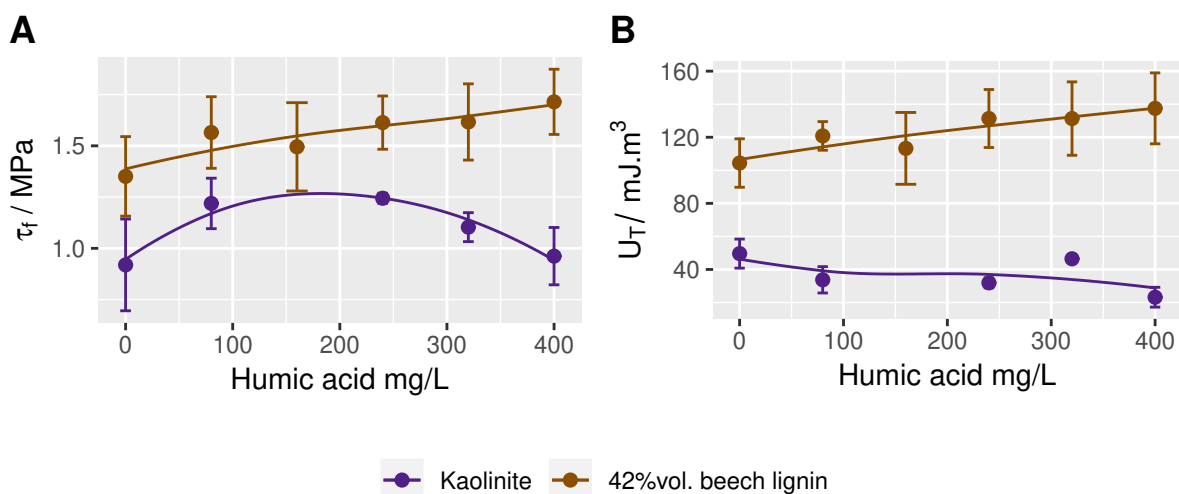 A
τf / MPa
1.5
1.0
0 100 200 300 400
Humic acid mg/L
B
UT / mJ.m³
160
120
80
40
0 100 200 300 400
Humic acid mg/L
Kaolinite 42%vol. beech lignin